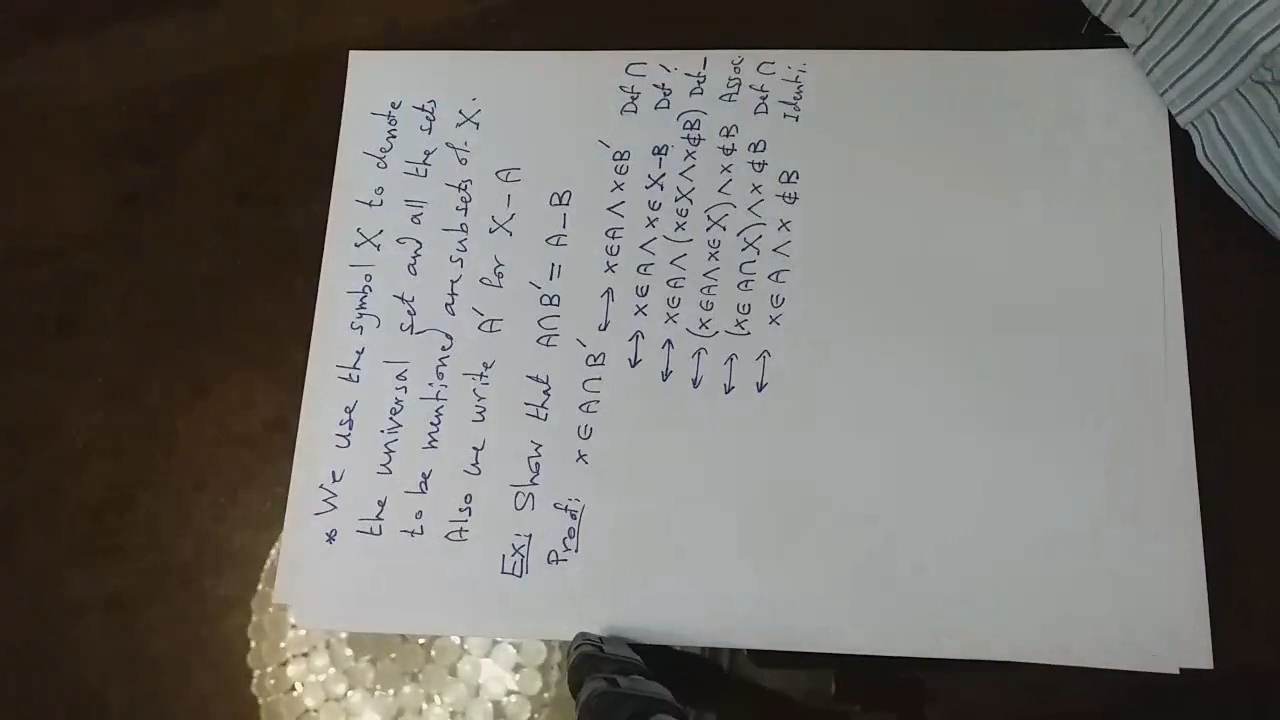 * We use the symbol X to denote
the universal set and all the sets
to be mentioned are subsets of X.
Also we write A' for X - A
Ex: Show that A∩B' = A - B
Proof: x ∈ A∩B' ↔ x∈A ∧ x∈B' Def ∩
↔ x∈A ∧ x∈X-B Def '
↔ x∈A ∧ (x∈X ∧ x∉B) Def -
↔ (x∈A ∧ x∈X) ∧ x∉B Assoc.
↔ (x∈A∩X) ∧ x∉B Def ∩
↔ x∈A ∧ x∉B Identi.